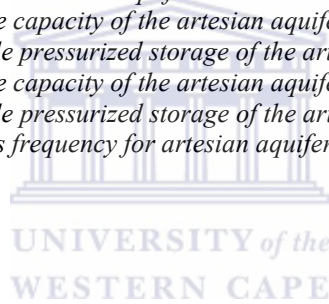 e capacity of the artesian aquif
le pressurized storage of the art
e capacity of the artesian aquife
le pressurized storage of the art
s frequency for artesian aquifer
UNIVERSITY of the
WESTERN CAPE